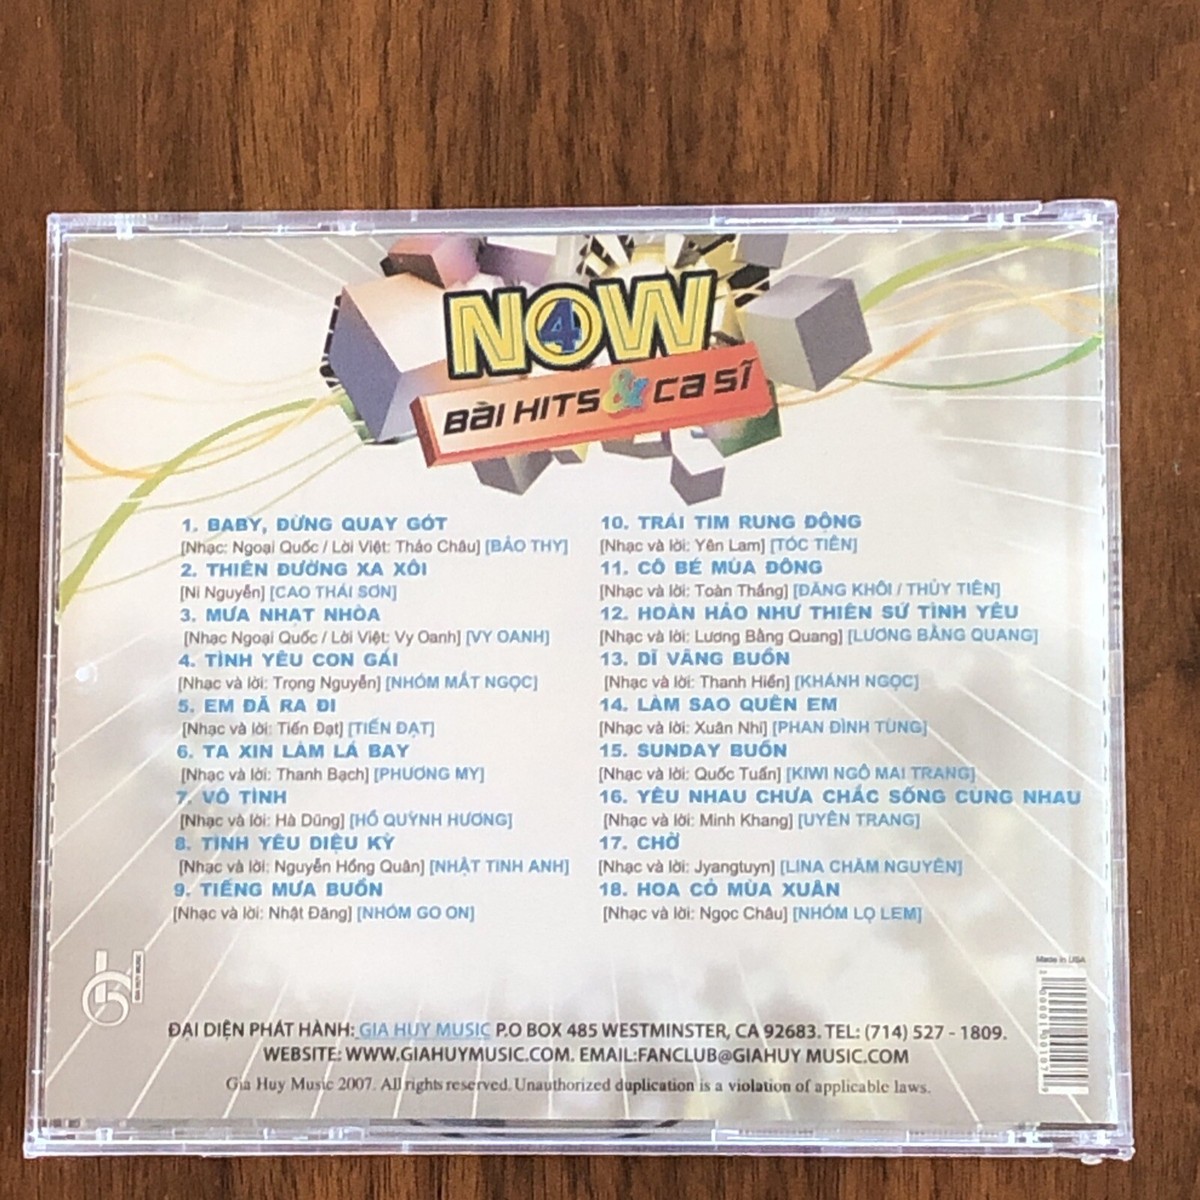 NOW
4
BÀI HITS & CA SĨ
1. BABY, ĐỪNG QUAY GÓT
[Nhạc: Ngoại Quốc / Lời Việt: Thảo Châu] [BẢO THY]
2. THIÊN ĐƯỜNG XA XÔI
[Ni Nguyễn] [CAO THÁI SƠN]
3. MƯA NHẠT NHÒA
[Nhạc Ngoại Quốc / Lời Việt: Vy Oanh] [VY OANH]
4. TÌNH YÊU CON GÁI
[Nhạc và lời: Trọng Nguyễn] [NHÓM MẮT NGỌC]
5. EM ĐÃ RA ĐI
[Nhạc và lời: Tiến Đạt] [TIẾN ĐẠT]
6. TA XIN LÀM LÁ BAY
[Nhạc và lời: Thanh Bạch] [PHƯƠNG MY]
7. VÔ TÌNH
[Nhạc và lời: Hà Dũng] [HỒ QUỲNH HƯƠNG]
8. TÌNH YÊU DIỆU KỲ
[Nhạc và lời: Nguyễn Hồng Quân] [NHẬT TINH ANH]
9. TIẾNG MƯA BUỒN
[Nhạc và lời: Nhật Đăng] [NHÓM GO ON]
10. TRÁI TIM RUNG ĐỘNG
[Nhạc và lời: Yên Lam] [TÓC TIÊN]
11. CÔ BÉ MÙA ĐÔNG
[Nhạc và lời: Toàn Thắng] [ĐĂNG KHÔI / THỦY TIÊN]
12. HOÀN HẢO NHƯ THIÊN SỨ TÌNH YÊU
[Nhạc và lời: Lương Bằng Quang] [LƯƠNG BẰNG QUANG]
13. DĨ VÃNG BUỒN
[Nhạc và lời: Thanh Hiền] [KHÁNH NGỌC]
14. LÀM SAO QUÊN EM
[Nhạc và lời: Xuân Nhí] [PHAN ĐÌNH TÙNG]
15. SUNDAY BUỒN
[Nhạc và lời: Quốc Tuấn] [KIWI NGÔ MAI TRANG]
16. YÊU NHAU CHƯA CHẮC SỐNG CÙNG NHAU
[Nhạc và lời: Minh Khang] [UYÊN TRANG]
17. CHỜ
[Nhạc và lời: Jyangtuyn] [LINA CHĂM NGUYÊN]
18. HOA CỎ MÙA XUÂN
[Nhạc và lời: Ngọc Châu] [NHÓM LỌ LEM]
GIA HUY MUSIC
Made in USA
ĐẠI DIỆN PHÁT HÀNH: GIA HUY MUSIC P.O BOX 485 WESTMINSTER, CA 92683. TEL: (714) 527 - 1809.
WEBSITE: WWW.GIAHUYMUSIC.COM. EMAIL:FANCLUB@GIAHUY MUSIC.COM
Gia Huy Music 2007. All rights reserved. Unauthorized duplication is a violation of applicable laws.